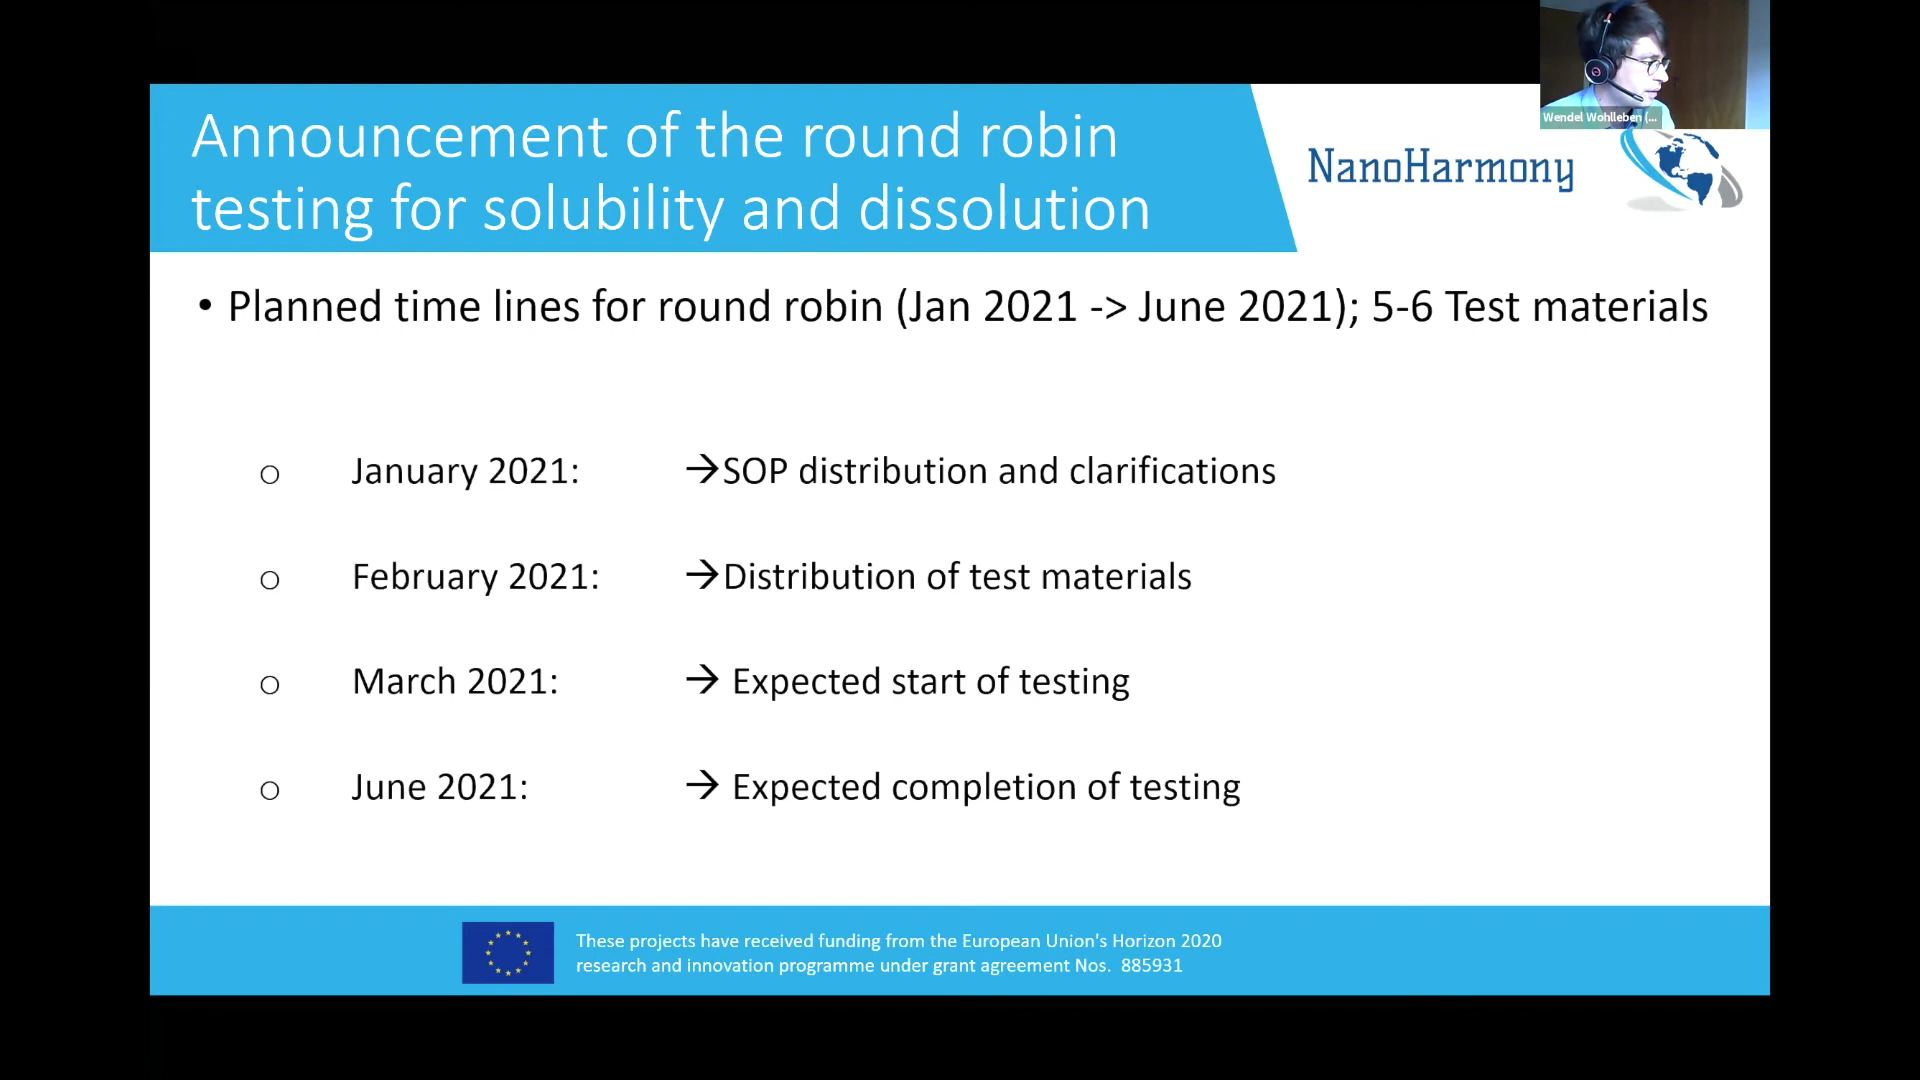 Wendel Wohlleben (...
Announcement of the round robin
testing for solubility and dissolution
NanoHarmony
• Planned time lines for round robin (Jan 2021 -> June 2021); 5-6 Test materials
o January 2021: →SOP distribution and clarifications
o February 2021: →Distribution of test materials
o March 2021: → Expected start of testing
o June 2021: → Expected completion of testing
These projects have received funding from the European Union's Horizon 2020
research and innovation programme under grant agreement Nos. 885931